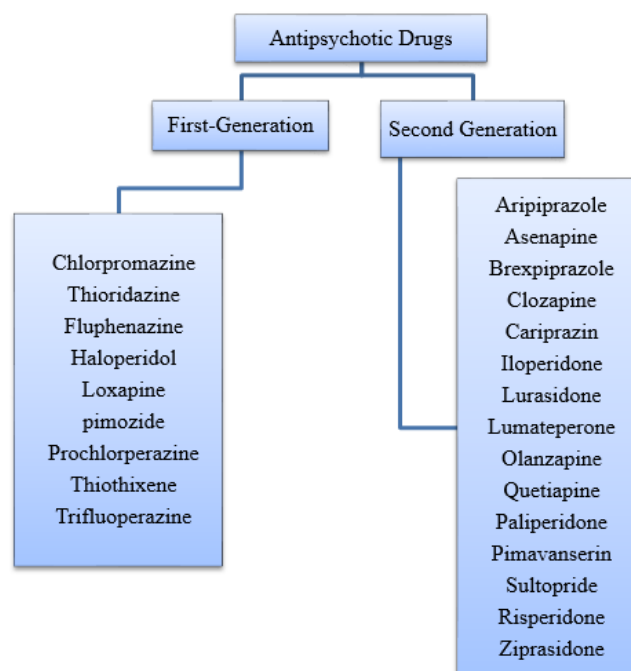 Antipsychotic Drugs
First-Generation
Second Generation
Chlorpromazine
Thioridazine
Fluphenazine
Haloperidol
Loxapine
pimozide
Prochlorperazine
Thiothixene
Trifluoperazine
Aripiprazole
Asenapine
Brexpiprazole
Clozapine
Cariprazin
Iloperidone
Lurasidone
Lumateperone
Olanzapine
Quetiapine
Paliperidone
Pimavanserin
Sultopride
Risperidone
Ziprasidone